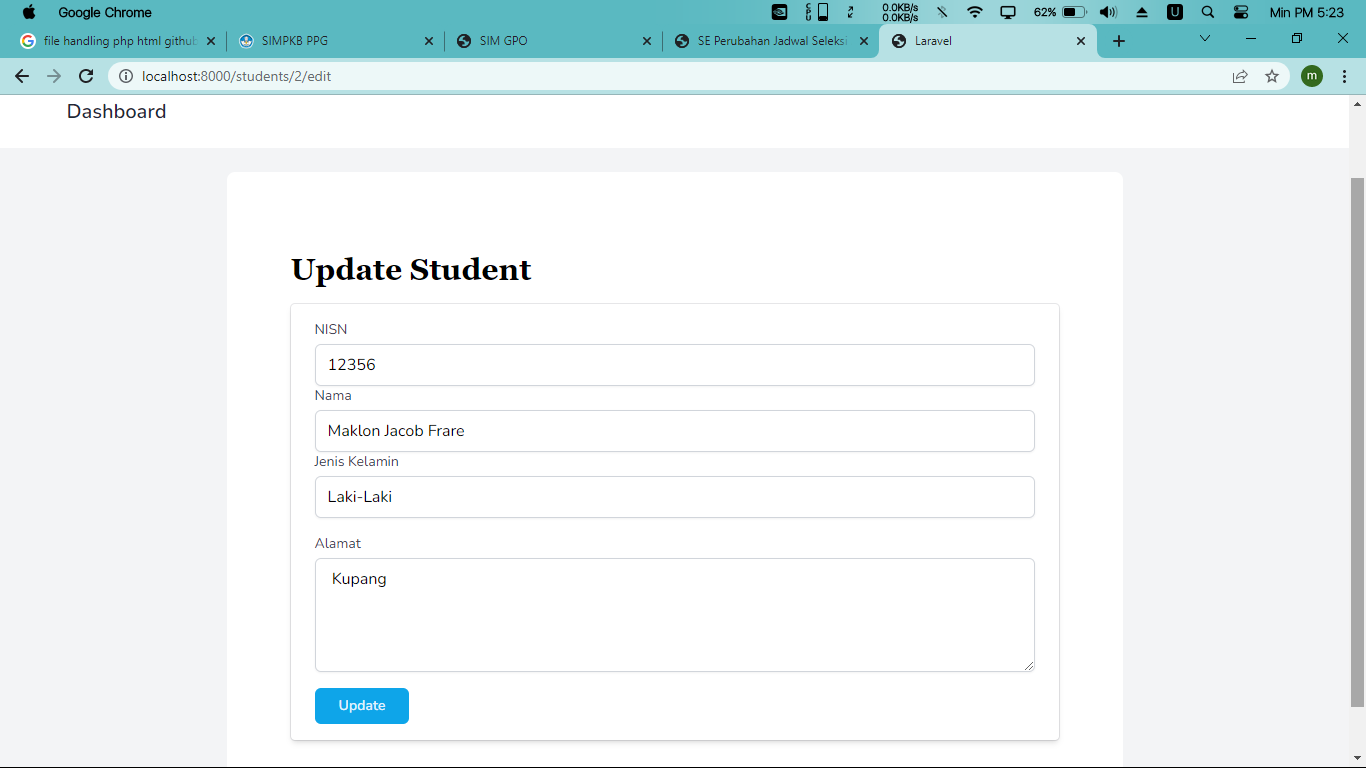 Google Chrome
GPU
0.0KB/s
0.0KB/s
62%
U
Min PM 5:23
file handling php html github
SIMPKB PPG
SIM GPO
SE Perubahan Jadwal Seleksi
Laravel
localhost:8000/students/2/edit
m
Dashboard
Update Student
NISN
12356
Nama
Maklon Jacob Frare
Jenis Kelamin
Laki-Laki
Alamat
Kupang
Update